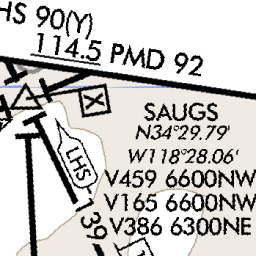 HS 90(Y)
114.5 PMD 92
SAUGS
N34°29.79'
W118°28.06'
V459 6600NW
V165 6600NW
V386 6300NE
LHS
139